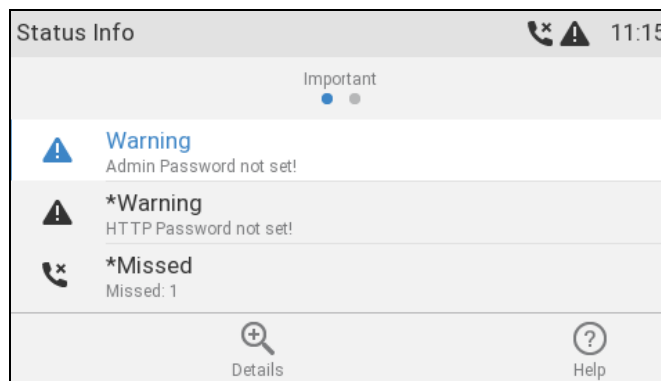 Status Info 11:15
Important
Warning
Admin Password not set!
*Warning
HTTP Password not set!
*Missed
Missed: 1
Details Help